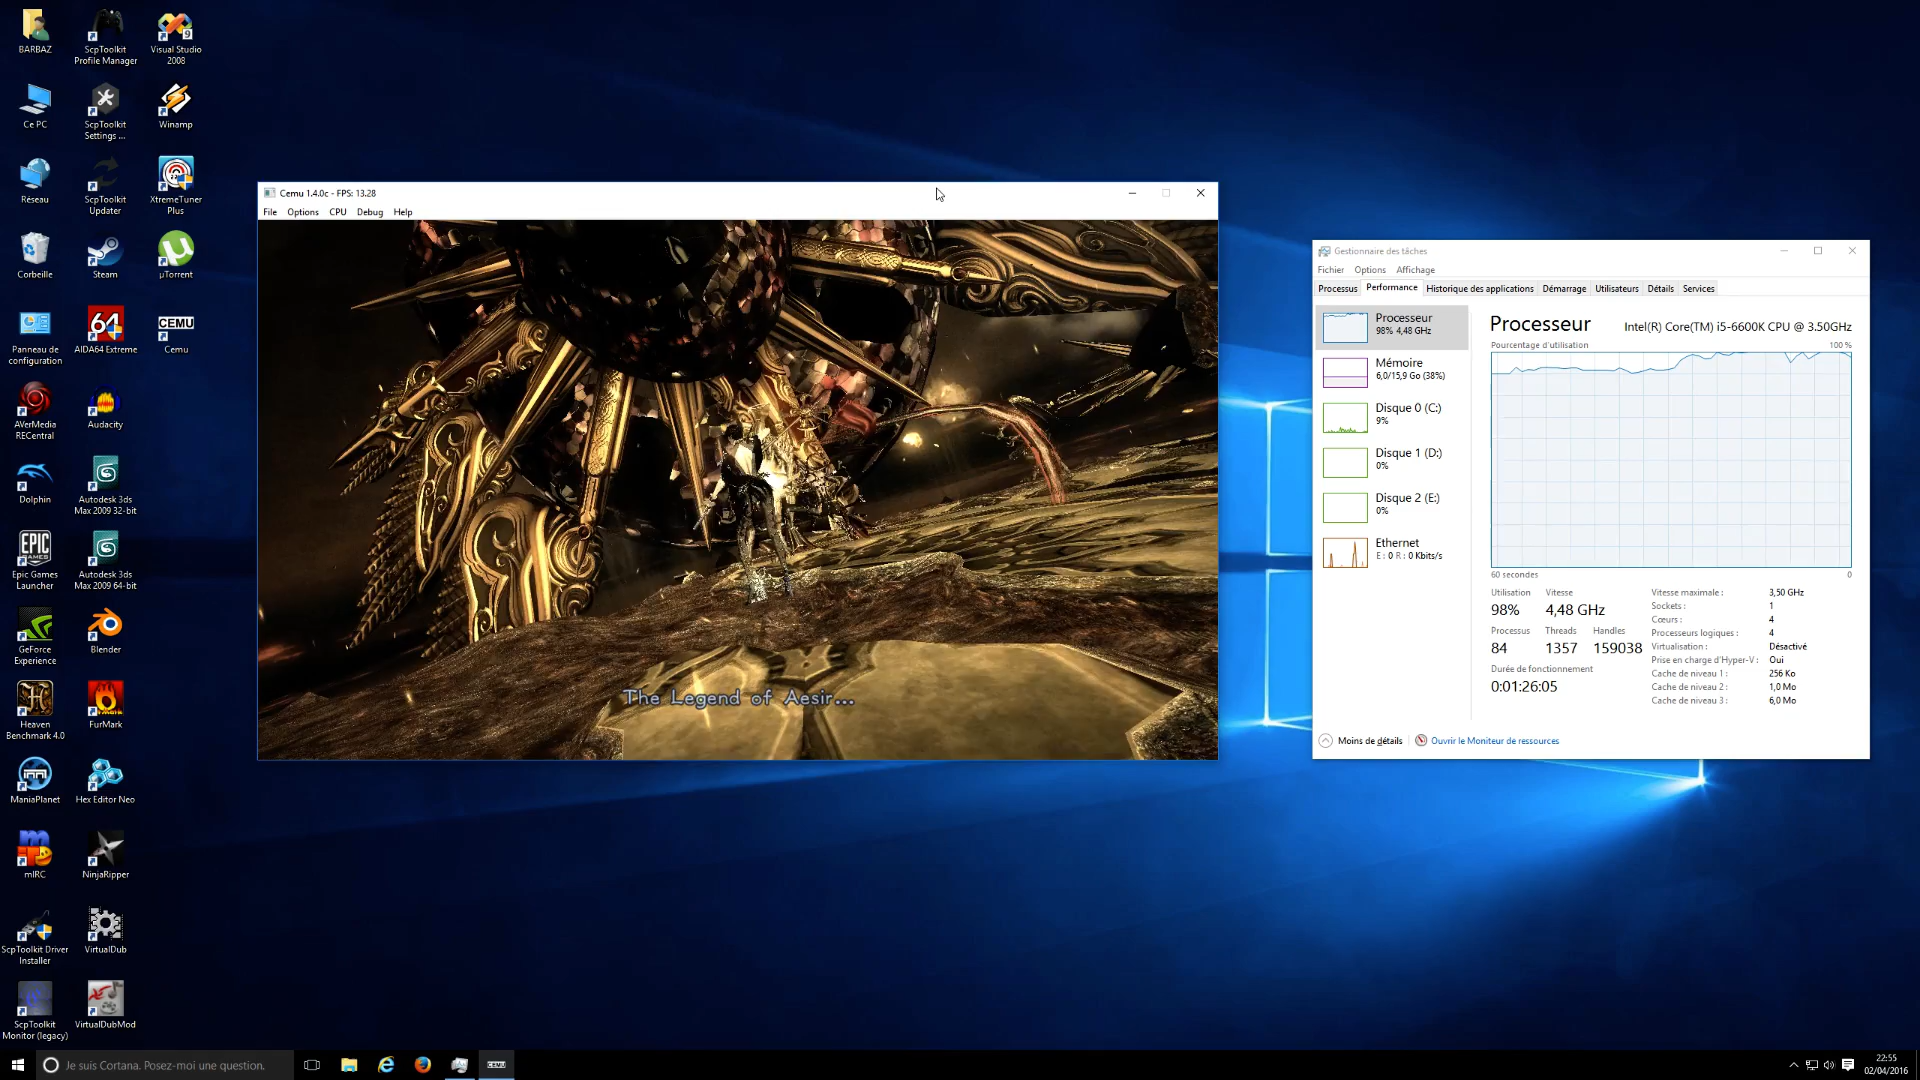 BARBAZ
ScpToolkit
Profile Manager
Visual Studio
2008
Ce PC
ScpToolkit
Settings ...
Winamp
Réseau
ScpToolkit
Updater
XtremeTuner
Plus
Corbeille
Steam
µTorrent
Panneau de
configuration
64
AIDA64 Extreme
CEMU
Cemu
AVerMedia
RECentral
Audacity
Dolphin
Autodesk 3ds
Max 2009 32-bit
EPIC
GAMES
Epic Games
Launcher
Autodesk 3ds
Max 2009 64-bit
GeForce
Experience
Blender
Heaven
Benchmark 4.0
FurMark
ManiaPlanet
Hex Editor Neo
mIRC
NinjaRipper
ScpToolkit Driver
Installer
VirtualDub
ScpToolkit
Monitor (legacy)
VirtualDubMod
Cemu 1.4.0c - FPS: 13.28
File Options CPU Debug Help
The Legend of Aesir...
Gestionnaire des tâches
Fichier Options Affichage
Processus Performance Historique des applications Démarrage Utilisateurs Détails Services
Processeur
98% 4,48 GHz
Mémoire
6,0/15,9 Go (38%)
Disque 0 (C:)
9%
Disque 1 (D:)
0%
Disque 2 (E:)
0%
Ethernet
E : 0 R : 0 Kbits/s
Processeur Intel(R) Core(TM) i5-6600K CPU @ 3.50GHz
Pourcentage d'utilisation 100 %
60 secondes 0
Utilisation Vitesse
98% 4,48 GHz
Processus Threads Handles
84 1357 159038
Durée de fonctionnement
0:01:26:05
Vitesse maximale : 3,50 GHz
Sockets : 1
Cœurs : 4
Processeurs logiques : 4
Virtualisation : Désactivé
Prise en charge d'Hyper-V : Oui
Cache de niveau 1 : 256 Ko
Cache de niveau 2 : 1,0 Mo
Cache de niveau 3 : 6,0 Mo
Moins de détails Ouvrir le Moniteur de ressources
Je suis Cortana. Posez-moi une question.
CEMU
22:55
02/04/2016